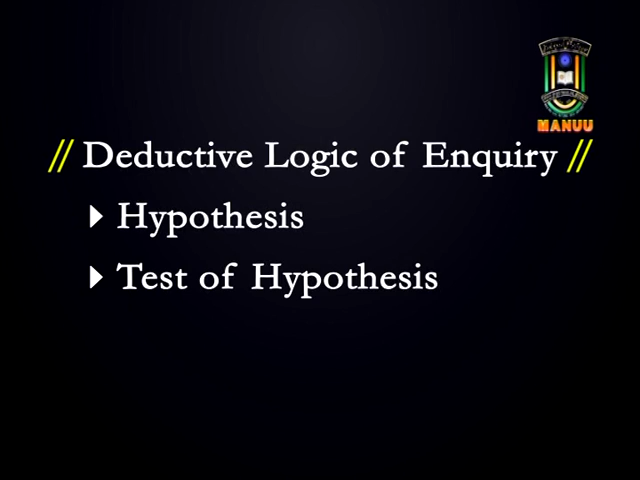 MANUU
// Deductive Logic of Enquiry //
Hypothesis
Test of Hypothesis